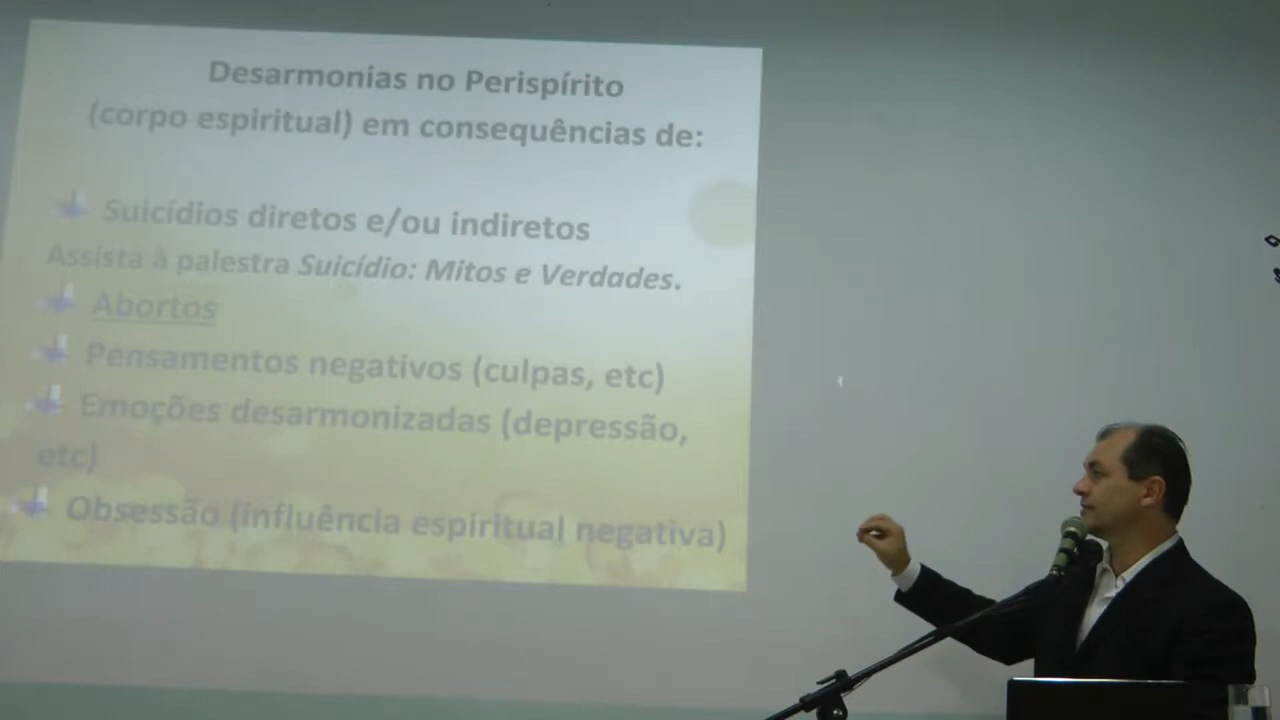 Desarmonias no Perispírito
(corpo espiritual) em consequências de:
Suicídios diretos e/ou indiretos
Assista à palestra Suicídio: Mitos e Verdades.
Abortos
Pensamentos negativos (culpas, etc)
Emoções desarmonizadas (depressão,
etc)
Obsessão (influência espiritual negativa)